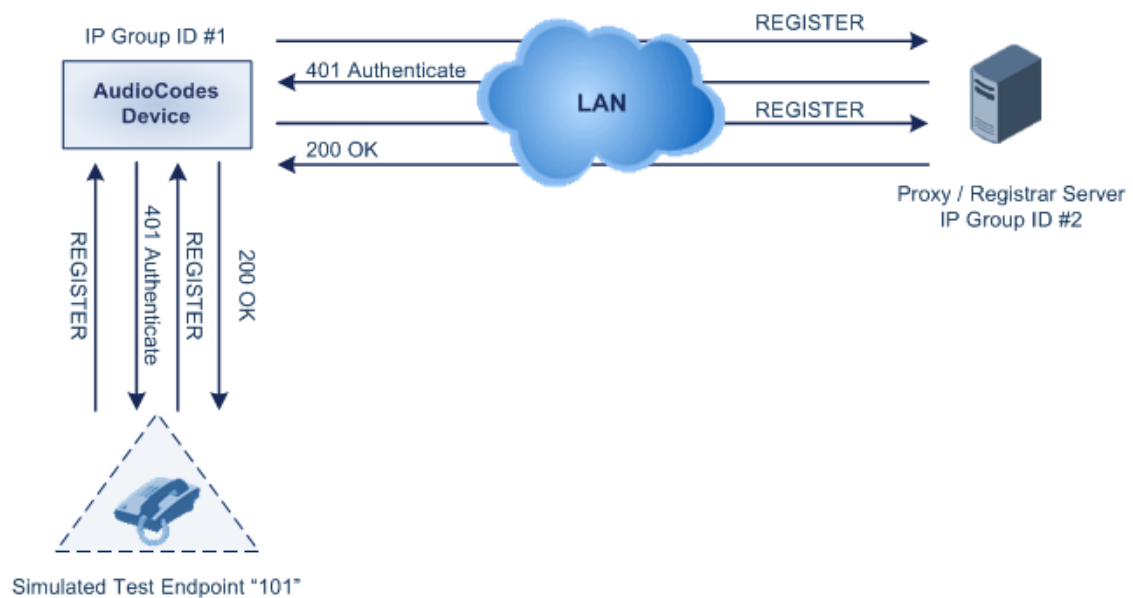 REGISTER
IP Group ID #1
401 Authenticate
AudioCodes
Device
LAN
REGISTER
200 OK
Proxy / Registrar Server
IP Group ID #2
REGISTER
401 Authenticate
REGISTER
200 OK
Simulated Test Endpoint “101”